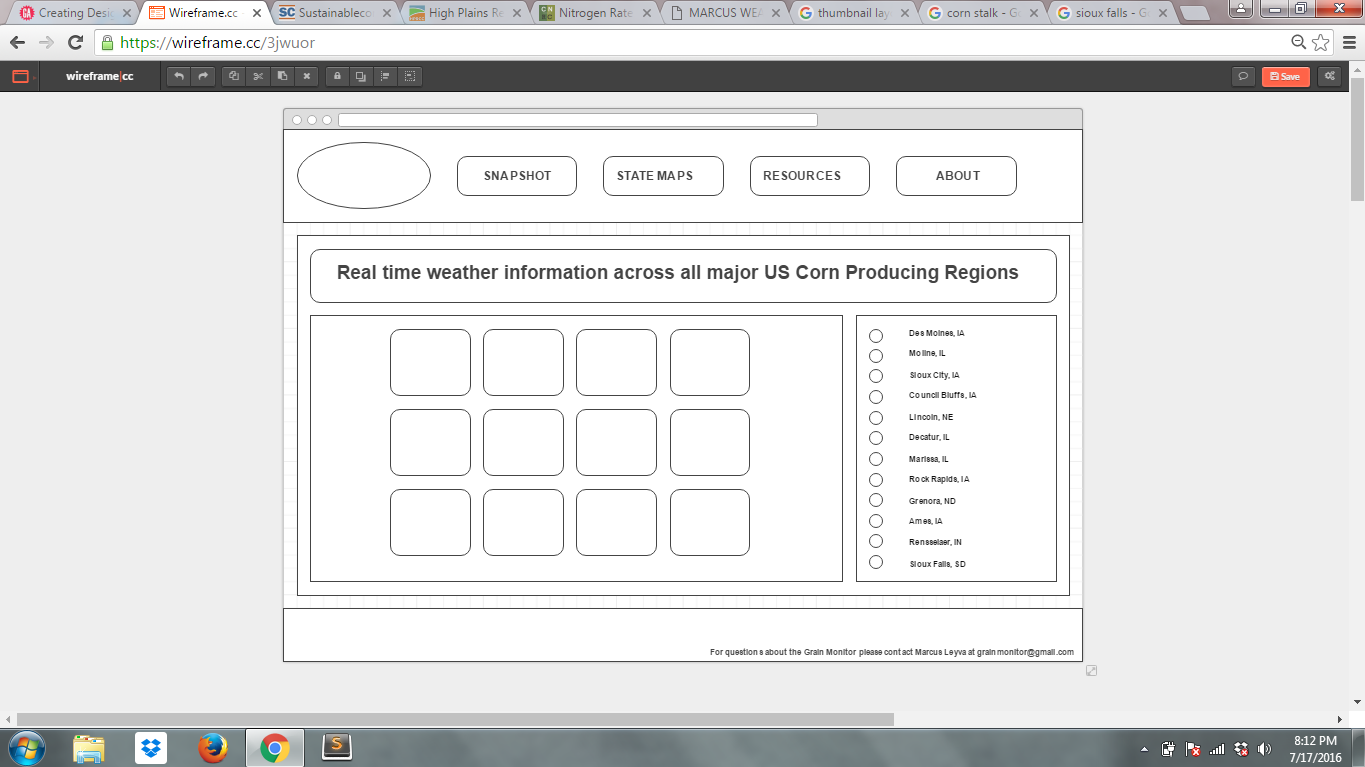 Creating Desi
Wireframe.cc
Sustainableco
High Plains Re
Nitrogen Rate
MARCUS WEA
thumbnail lay
corn stalk - G
sioux falls - G
https://wireframe.cc/3jwuor
wireframe|cc
Save
SNAPSHOT
STATE MAPS
RESOURCES
ABOUT
Real time weather information across all major US Corn Producing Regions
Des Moines, IA
Moline, IL
Sioux City, IA
Council Bluffs, IA
Lincoln, NE
Decatur, IL
Marissa, IL
Rock Rapids, IA
Grenora, ND
Ames, IA
Rensselaer, IN
Sioux Falls, SD
For questions about the Grain Monitor please contact Marcus Leyva at grainmonitor@gmail.com
8:12 PM
7/17/2016